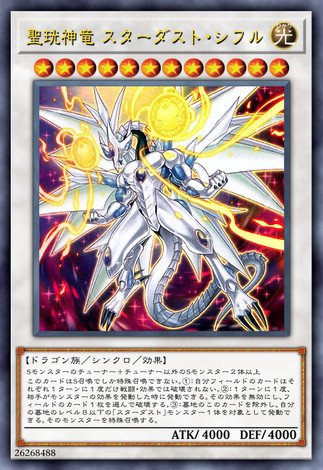 聖珖神竜 スターダスト・シフル
光
【ドラゴン族／シンクロ／効果】
Sモンスターのチューナー＋チューナー以外のSモンスター２体以上
このカードはS召喚でしか特殊召喚できない。①：自分フィールドのカードはそ
れぞれ１ターンに１度だけ戦闘・効果では破壊されない。②：１ターンに１度、
相手がモンスターの効果を発動した時に発動できる。その効果を無効にし、フ
ィールドのカード１枚を選んで破壊する。③：墓地のこのカードを除外し、自分
の墓地のレベル８以下の「スターダスト」モンスター１体を対象として発動で
きる。そのモンスターを特殊召喚する。
ATK/ 4000 DEF/ 4000
26268488